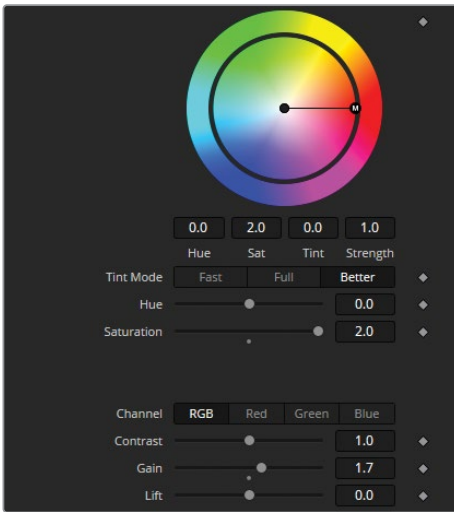 M
0.0 2.0 0.0 1.0
Hue Sat Tint Strength
Tint Mode Fast Full Better
Hue 0.0
Saturation 2.0
Channel RGB Red Green Blue
Contrast 1.0
Gain 1.7
Lift 0.0